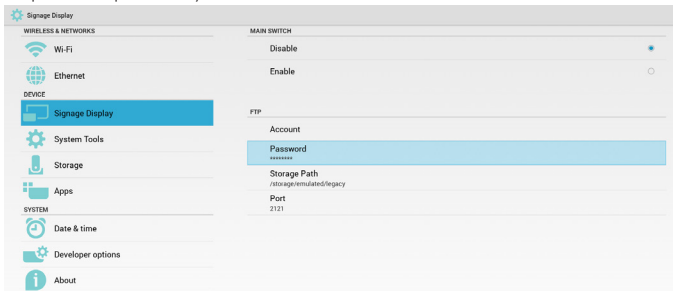 Signage Display
WIRELESS & NETWORKS
Wi-Fi
Ethernet
DEVICE
Signage Display
System Tools
Storage
Apps
SYSTEM
Date & time
Developer options
About
MAIN SWITCH
Disable
Enable
FTP
Account
Password
********
Storage Path
/storage/emulated/legacy
Port
2121